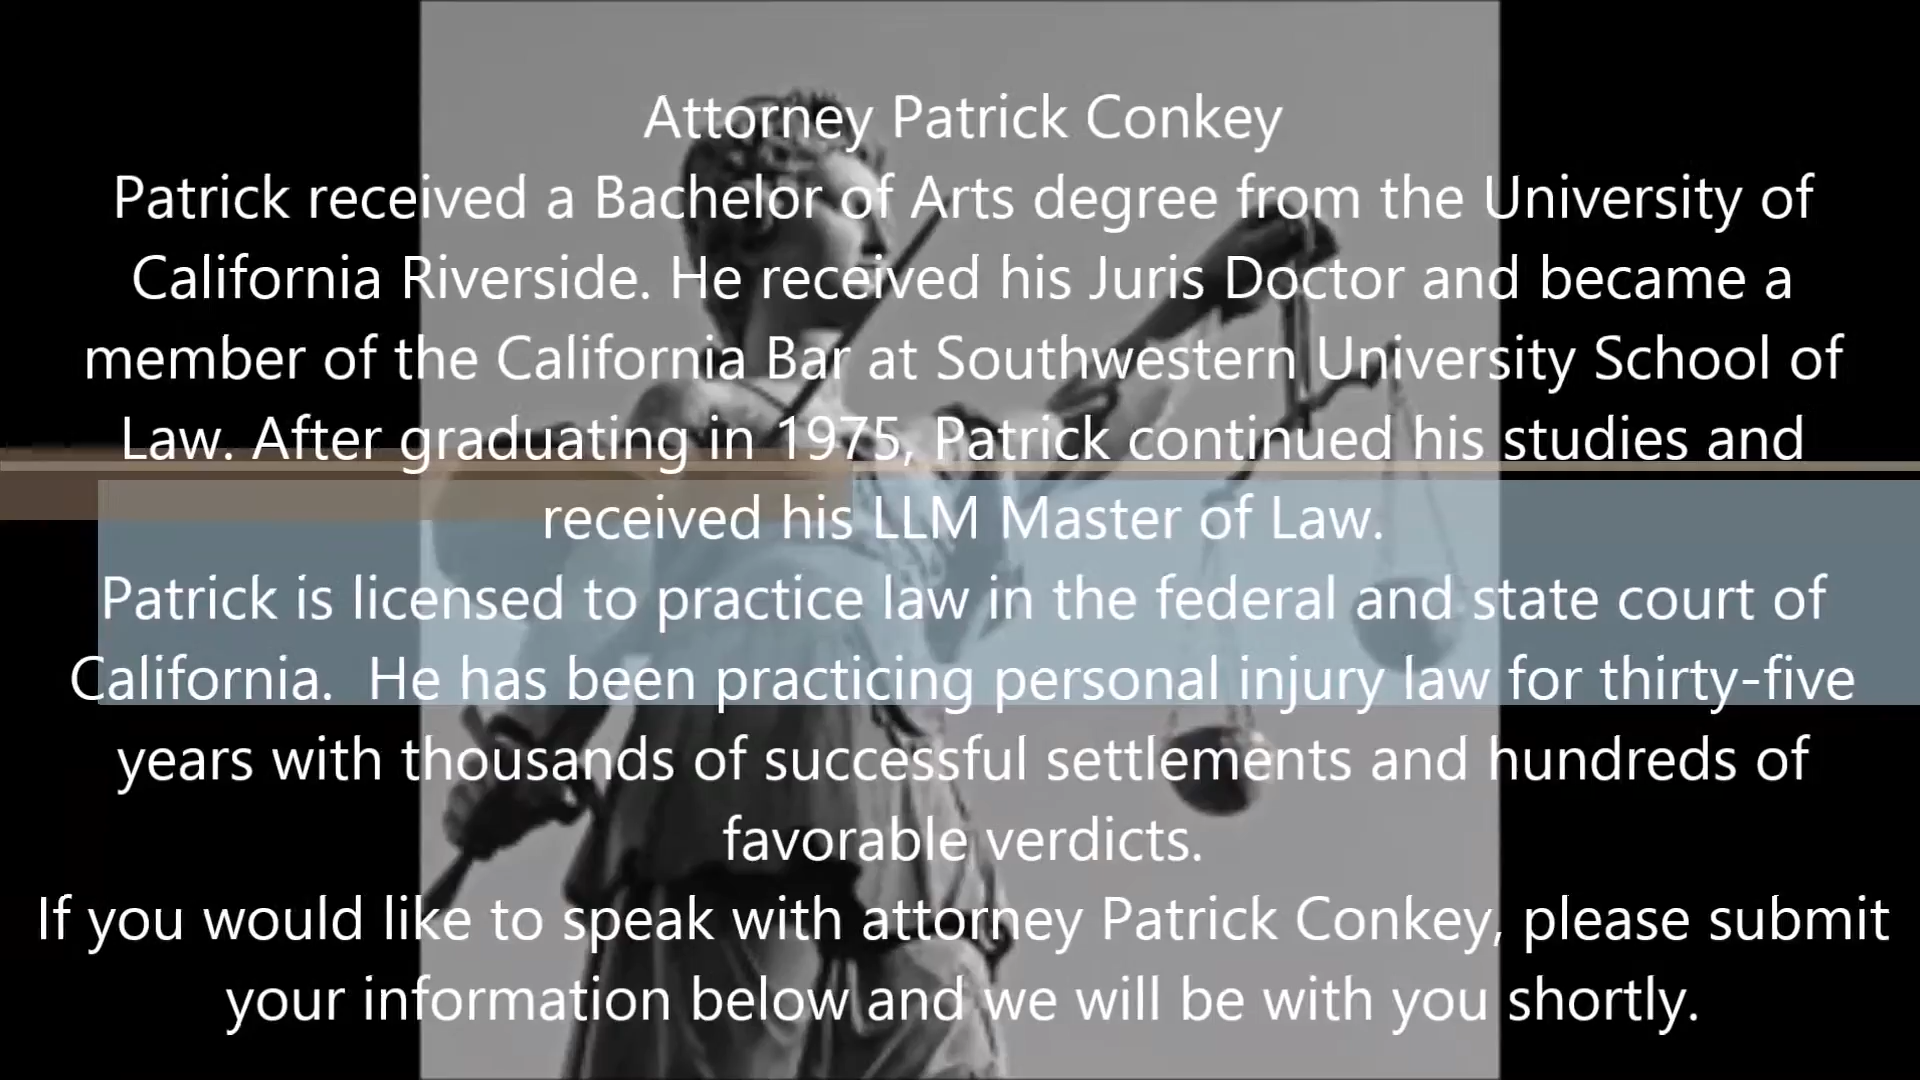 Attorney Patrick Conkey
Patrick received a Bachelor of Arts degree from the University of
California Riverside. He received his Juris Doctor and became a
member of the California Bar at Southwestern University School of
Law. After graduating in 1975, Patrick continued his studies and
received his LLM Master of Law.
Patrick is licensed to practice law in the federal and state court of
California.  He has been practicing personal injury law for thirty-five
years with thousands of successful settlements and hundreds of
favorable verdicts.
If you would like to speak with attorney Patrick Conkey, please submit
your information below and we will be with you shortly.